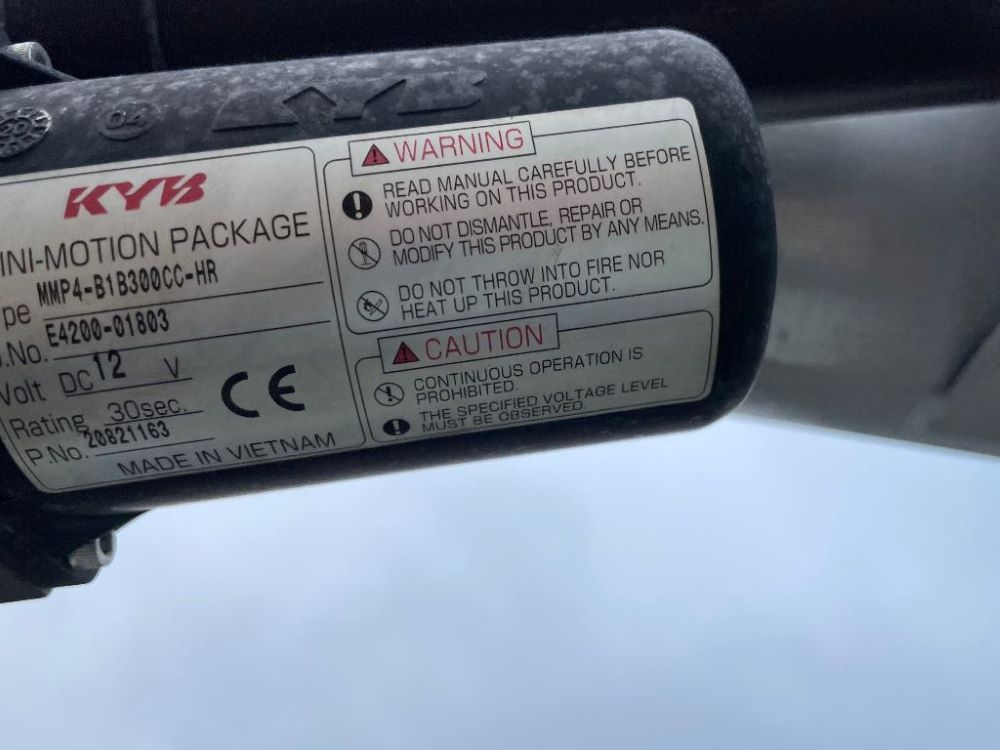 04
KYB
KYB
INI-MOTION PACKAGE
pe MMP4-B1B300CC-HR
.No. E4200-01803
Volt DC 12 V
Rating 30sec.
P.No. 20821163
CE
MADE IN VIETNAM
WARNING
READ MANUAL CAREFULLY BEFORE
WORKING ON THIS PRODUCT.
DO NOT DISMANTLE, REPAIR OR
MODIFY THIS PRODUCT BY ANY MEANS.
DO NOT THROW INTO FIRE NOR
HEAT UP THIS PRODUCT.
CAUTION
CONTINUOUS OPERATION IS
PROHIBITED.
THE SPECIFIED VOLTAGE LEVEL
MUST BE OBSERVED.